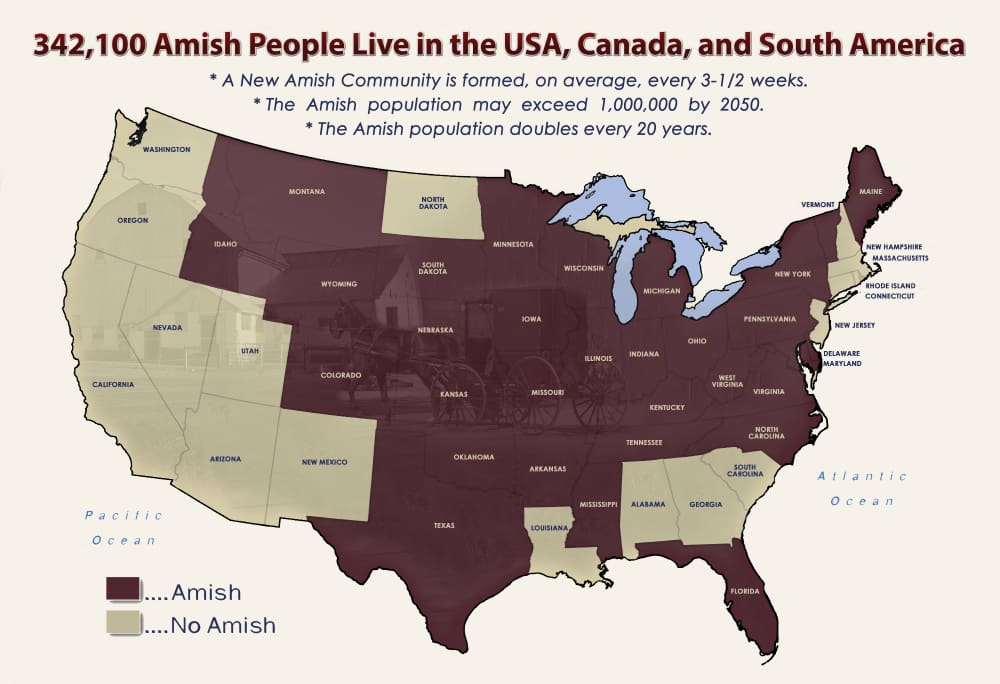 342,100 Amish People Live in the USA, Canada, and South America
* A New Amish Community is formed, on average, every 3-1/2 weeks.
* The Amish population may exceed 1,000,000 by 2050.
* The Amish population doubles every 20 years.
WASHINGTON
MONTANA
NORTH
DAKOTA
MAINE
VERMONT
OREGON
IDAHO
MINNESOTA
NEW HAMPSHIRE
MASSACHUSETTS
SOUTH
DAKOTA
WISCONSIN
NEW YORK
WYOMING
MICHIGAN
RHODE ISLAND
CONNECTICUT
NEVADA
NEBRASKA
IOWA
PENNSYLVANIA
NEW JERSEY
UTAH
ILLINOIS
INDIANA
OHIO
DELAWARE
MARYLAND
CALIFORNIA
COLORADO
KANSAS
MISSOURI
WEST
VIRGINIA
VIRGINIA
KENTUCKY
ARIZONA
NEW MEXICO
OKLAHOMA
ARKANSAS
TENNESSEE
NORTH
CAROLINA
SOUTH
CAROLINA
Atlantic
Ocean
MISSISSIPPI
ALABAMA
GEORGIA
Pacific
Ocean
TEXAS
LOUISIANA
FLORIDA
....Amish
....No Amish